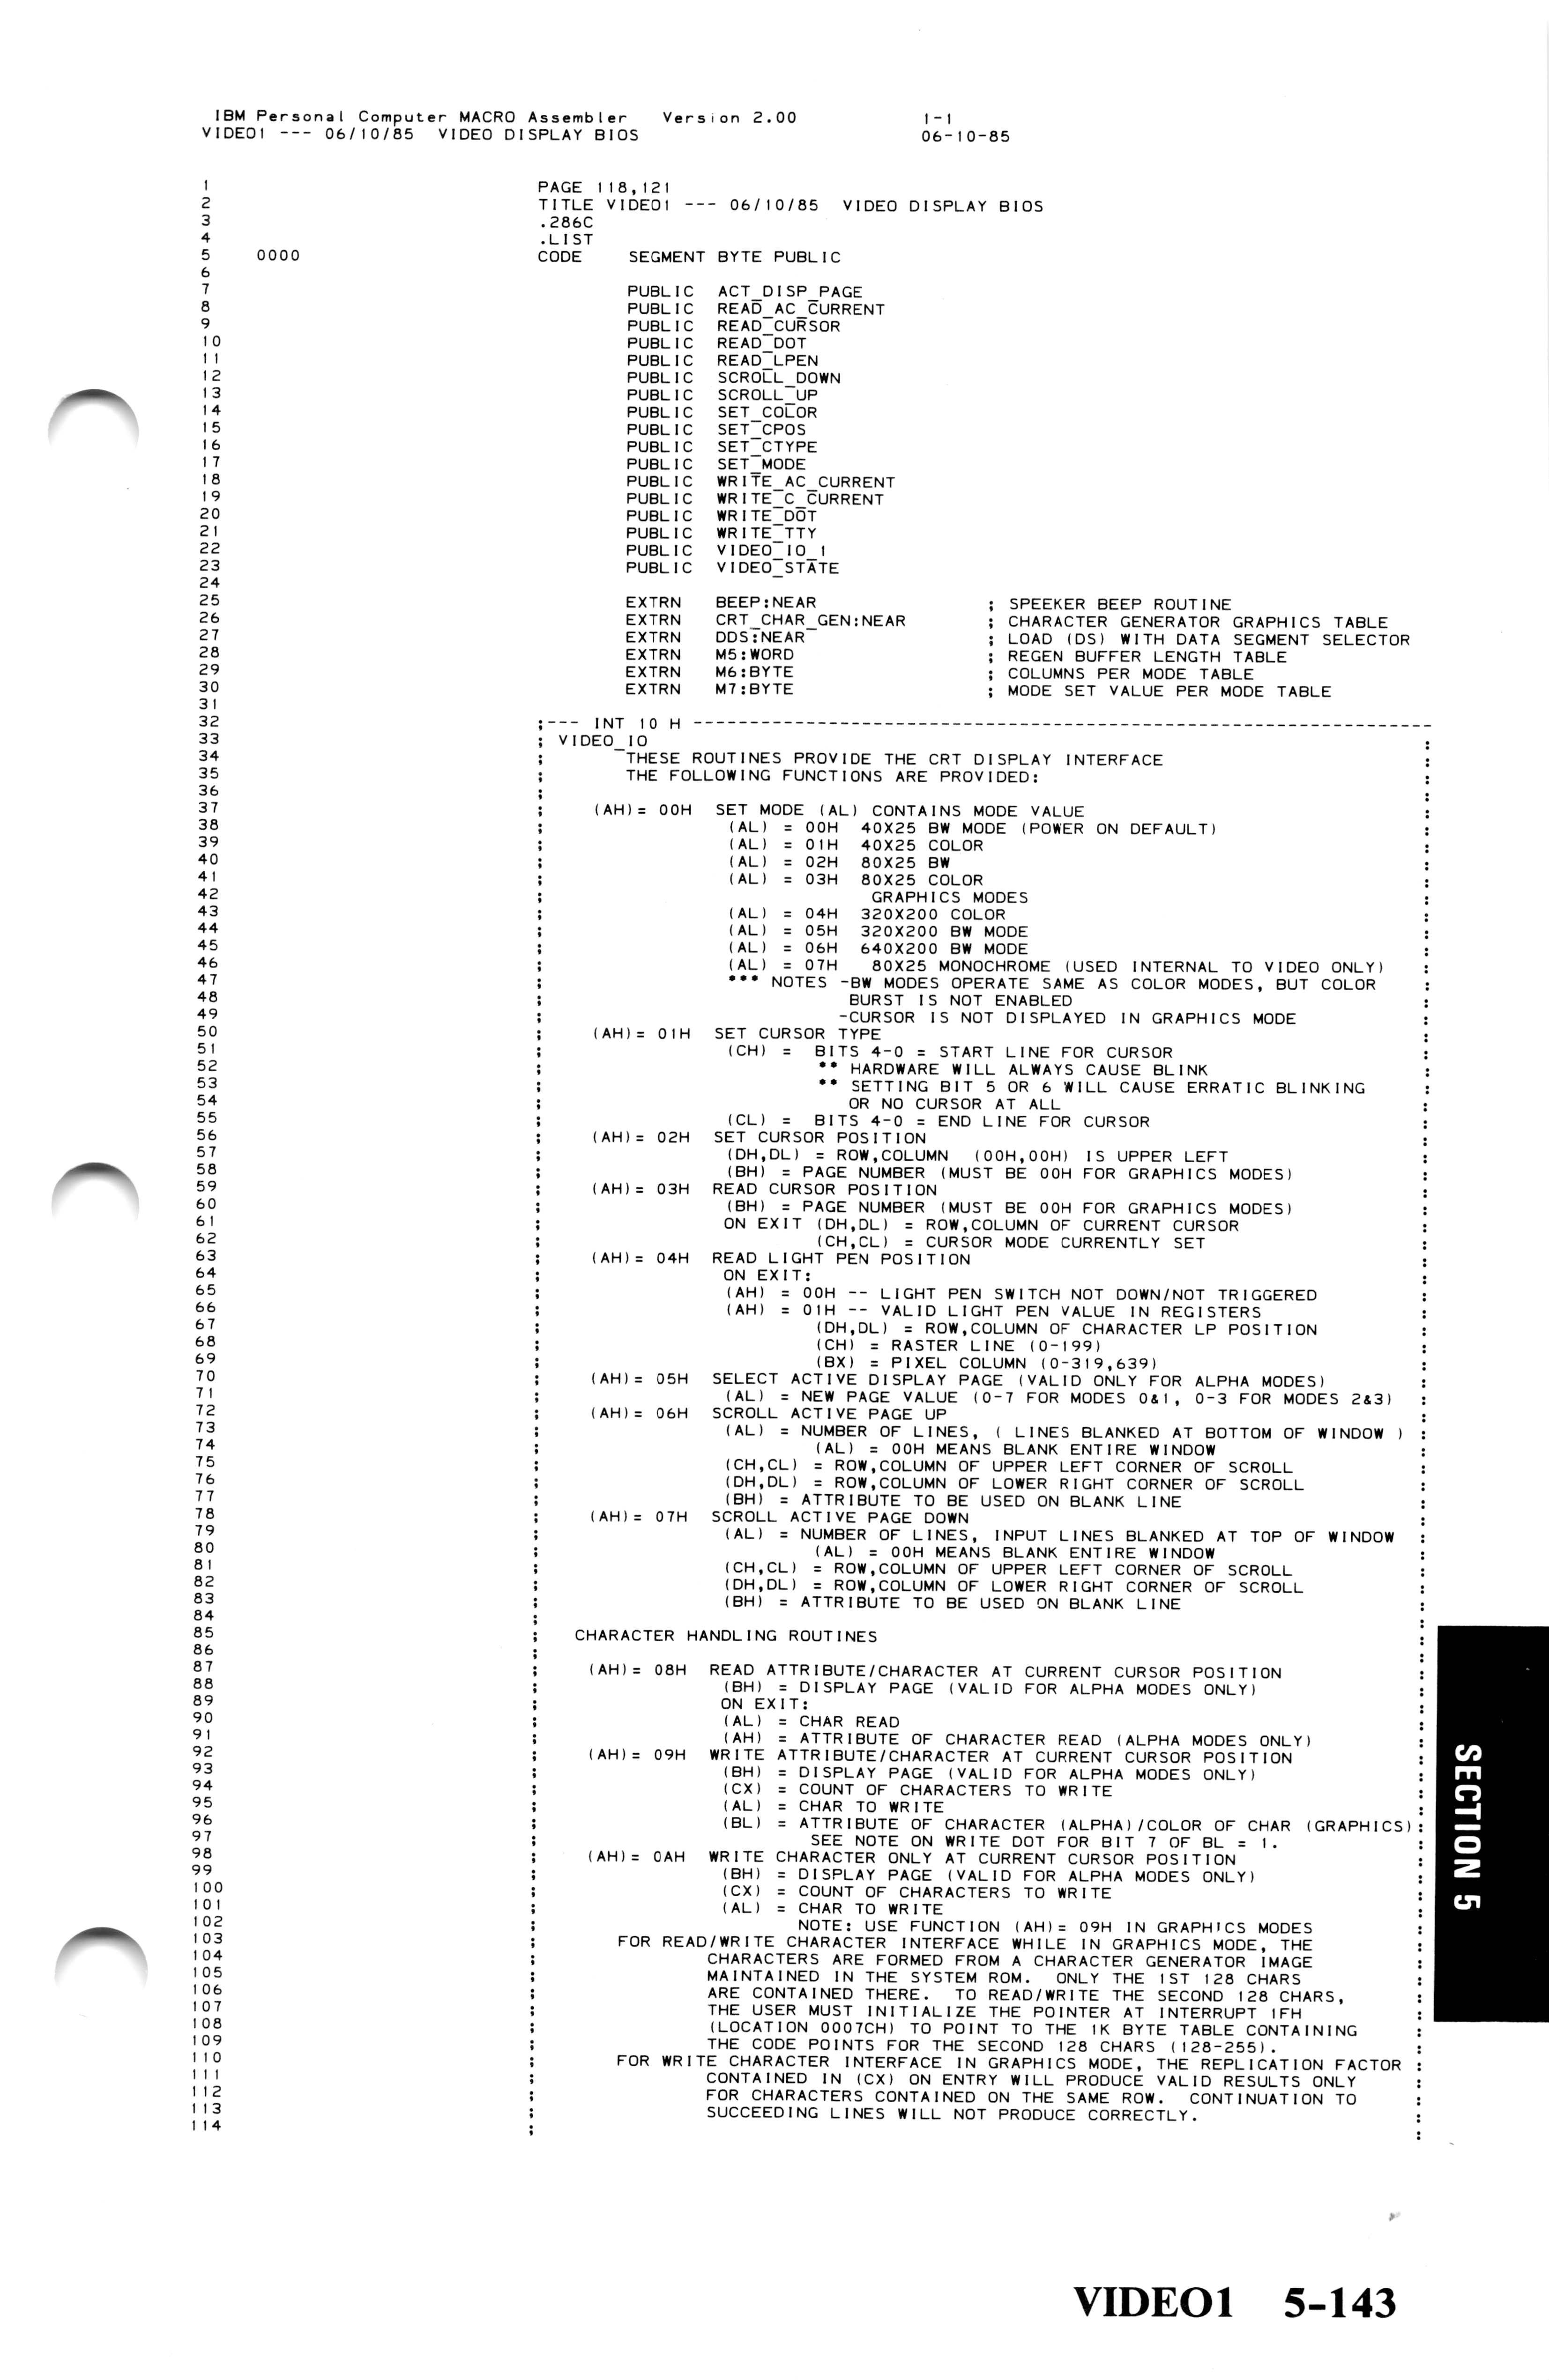 IBM Personal Computer MACRO Assembler   Version 2.00            1-1
VIDEO1 --- 06/10/85  VIDEO DISPLAY BIOS                         06-10-85
1                     PAGE 118,121
2                     TITLE VIDEO1 --- 06/10/85  VIDEO DISPLAY BIOS
3                     .286C
4                     .LIST
5    0000             CODE    SEGMENT BYTE PUBLIC
6
7                             PUBLIC  ACT_DISP_PAGE
8                             PUBLIC  READ_AC_CURRENT
9                             PUBLIC  READ_CURSOR
10                            PUBLIC  READ_DOT
11                            PUBLIC  READ_LPEN
12                            PUBLIC  SCROLL_DOWN
13                            PUBLIC  SCROLL_UP
14                            PUBLIC  SET_COLOR
15                            PUBLIC  SET_CPOS
16                            PUBLIC  SET_CTYPE
17                            PUBLIC  SET_MODE
18                            PUBLIC  WRITE_AC_CURRENT
19                            PUBLIC  WRITE_C_CURRENT
20                            PUBLIC  WRITE_DOT
21                            PUBLIC  WRITE_TTY
22                            PUBLIC  VIDEO_IO_1
23                            PUBLIC  VIDEO_STATE
24
25                            EXTRN   BEEP:NEAR               ; SPEEKER BEEP ROUTINE
26                            EXTRN   CRT_CHAR_GEN:NEAR       ; CHARACTER GENERATOR GRAPHICS TABLE
27                            EXTRN   DDS:NEAR                ; LOAD (DS) WITH DATA SEGMENT SELECTOR
28                            EXTRN   M5:WORD                 ; REGEN BUFFER LENGTH TABLE
29                            EXTRN   M6:BYTE                 ; COLUMNS PER MODE TABLE
30                            EXTRN   M7:BYTE                 ; MODE SET VALUE PER MODE TABLE
31
32   ;--- INT 10 H ------------------------------------------------------------------
33   ; VIDEO_IO                                                                     :
34   ;       THESE ROUTINES PROVIDE THE CRT DISPLAY INTERFACE                       :
35   ;       THE FOLLOWING FUNCTIONS ARE PROVIDED:                                  :
36   ;                                                                              :
37   ;    (AH)= 00H  SET MODE (AL) CONTAINS MODE VALUE                              :
38   ;                (AL) = 00H  40X25 BW MODE (POWER ON DEFAULT)                  :
39   ;                (AL) = 01H  40X25 COLOR                                       :
40   ;                (AL) = 02H  80X25 BW                                          :
41   ;                (AL) = 03H  80X25 COLOR                                       :
42   ;                             GRAPHICS MODES                                   :
43   ;                (AL) = 04H  320X200 COLOR                                     :
44   ;                (AL) = 05H  320X200 BW MODE                                   :
45   ;                (AL) = 06H  640X200 BW MODE                                   :
46   ;                (AL) = 07H   80X25 MONOCHROME (USED INTERNAL TO VIDEO ONLY)   :
47   ;                *** NOTES -BW MODES OPERATE SAME AS COLOR MODES, BUT COLOR    :
48   ;                           BURST IS NOT ENABLED                               :
49   ;                          -CURSOR IS NOT DISPLAYED IN GRAPHICS MODE           :
50   ;    (AH)= 01H  SET CURSOR TYPE                                                :
51   ;                (CH) =  BITS 4-0 = START LINE FOR CURSOR                      :
52   ;                        ** HARDWARE WILL ALWAYS CAUSE BLINK                   :
53   ;                        ** SETTING BIT 5 OR 6 WILL CAUSE ERRATIC BLINKING     :
54   ;                           OR NO CURSOR AT ALL                                :
55   ;                (CL) =  BITS 4-0 = END LINE FOR CURSOR                        :
56   ;    (AH)= 02H  SET CURSOR POSITION                                            :
57   ;                (DH,DL) = ROW,COLUMN  (00H,00H) IS UPPER LEFT                 :
58   ;                (BH) = PAGE NUMBER (MUST BE 00H FOR GRAPHICS MODES)           :
59   ;    (AH)= 03H  READ CURSOR POSITION                                           :
60   ;                (BH) = PAGE NUMBER (MUST BE 00H FOR GRAPHICS MODES)           :
61   ;                ON EXIT (DH,DL) = ROW,COLUMN OF CURRENT CURSOR                :
62   ;                        (CH,CL) = CURSOR MODE CURRENTLY SET                   :
63   ;    (AH)= 04H  READ LIGHT PEN POSITION                                        :
64   ;                ON EXIT:                                                      :
65   ;                (AH) = 00H -- LIGHT PEN SWITCH NOT DOWN/NOT TRIGGERED         :
66   ;                (AH) = 01H -- VALID LIGHT PEN VALUE IN REGISTERS              :
67   ;                        (DH,DL) = ROW,COLUMN OF CHARACTER LP POSITION         :
68   ;                        (CH) = RASTER LINE (0-199)                            :
69   ;                        (BX) = PIXEL COLUMN (0-319,639)                       :
70   ;    (AH)= 05H  SELECT ACTIVE DISPLAY PAGE (VALID ONLY FOR ALPHA MODES)        :
71   ;                (AL) = NEW PAGE VALUE (0-7 FOR MODES 0&1, 0-3 FOR MODES 2&3)  :
72   ;    (AH)= 06H  SCROLL ACTIVE PAGE UP                                          :
73   ;                (AL) = NUMBER OF LINES, ( LINES BLANKED AT BOTTOM OF WINDOW ) :
74   ;                        (AL) = 00H MEANS BLANK ENTIRE WINDOW                  :
75   ;                (CH,CL) = ROW,COLUMN OF UPPER LEFT CORNER OF SCROLL           :
76   ;                (DH,DL) = ROW,COLUMN OF LOWER RIGHT CORNER OF SCROLL          :
77   ;                (BH) = ATTRIBUTE TO BE USED ON BLANK LINE                     :
78   ;    (AH)= 07H  SCROLL ACTIVE PAGE DOWN                                        :
79   ;                (AL) = NUMBER OF LINES, INPUT LINES BLANKED AT TOP OF WINDOW  :
80   ;                        (AL) = 00H MEANS BLANK ENTIRE WINDOW                  :
81   ;                (CH,CL) = ROW,COLUMN OF UPPER LEFT CORNER OF SCROLL           :
82   ;                (DH,DL) = ROW,COLUMN OF LOWER RIGHT CORNER OF SCROLL          :
83   ;                (BH) = ATTRIBUTE TO BE USED ON BLANK LINE                     :
84   ;                                                                              :
85   ;   CHARACTER HANDLING ROUTINES                                                :
86   ;                                                                              :
87   ;    (AH)= 08H  READ ATTRIBUTE/CHARACTER AT CURRENT CURSOR POSITION            :
88   ;                (BH) = DISPLAY PAGE (VALID FOR ALPHA MODES ONLY)              :
89   ;                ON EXIT:                                                      :
90   ;                (AL) = CHAR READ                                              :
91   ;                (AH) = ATTRIBUTE OF CHARACTER READ (ALPHA MODES ONLY)         :
92   ;    (AH)= 09H  WRITE ATTRIBUTE/CHARACTER AT CURRENT CURSOR POSITION           :
93   ;                (BH) = DISPLAY PAGE (VALID FOR ALPHA MODES ONLY)              :
94   ;                (CX) = COUNT OF CHARACTERS TO WRITE                           :
95   ;                (AL) = CHAR TO WRITE                                          :
96   ;                (BL) = ATTRIBUTE OF CHARACTER (ALPHA)/COLOR OF CHAR (GRAPHICS):
97   ;                        SEE NOTE ON WRITE DOT FOR BIT 7 OF BL = 1.            :
98   ;    (AH)= 0AH  WRITE CHARACTER ONLY AT CURRENT CURSOR POSITION                :
99   ;                (BH) = DISPLAY PAGE (VALID FOR ALPHA MODES ONLY)              :
100  ;                (CX) = COUNT OF CHARACTERS TO WRITE                           :
101  ;                (AL) = CHAR TO WRITE                                          :
102  ;                       NOTE: USE FUNCTION (AH)= 09H IN GRAPHICS MODES         :
103  ;       FOR READ/WRITE CHARACTER INTERFACE WHILE IN GRAPHICS MODE, THE         :
104  ;               CHARACTERS ARE FORMED FROM A CHARACTER GENERATOR IMAGE         :
105  ;               MAINTAINED IN THE SYSTEM ROM.  ONLY THE 1ST 128 CHARS          :
106  ;               ARE CONTAINED THERE.  TO READ/WRITE THE SECOND 128 CHARS,      :
107  ;               THE USER MUST INITIALIZE THE POINTER AT INTERRUPT 1FH          :
108  ;               (LOCATION 0007CH) TO POINT TO THE 1K BYTE TABLE CONTAINING     :
109  ;               THE CODE POINTS FOR THE SECOND 128 CHARS (128-255).            :
110  ;       FOR WRITE CHARACTER INTERFACE IN GRAPHICS MODE, THE REPLICATION FACTOR :
111  ;               CONTAINED IN (CX) ON ENTRY WILL PRODUCE VALID RESULTS ONLY     :
112  ;               FOR CHARACTERS CONTAINED ON THE SAME ROW.  CONTINUATION TO     :
113  ;               SUCCEEDING LINES WILL NOT PRODUCE CORRECTLY.                   :
114  ;                                                                              :
SECTION 5
VIDEO1   5-143